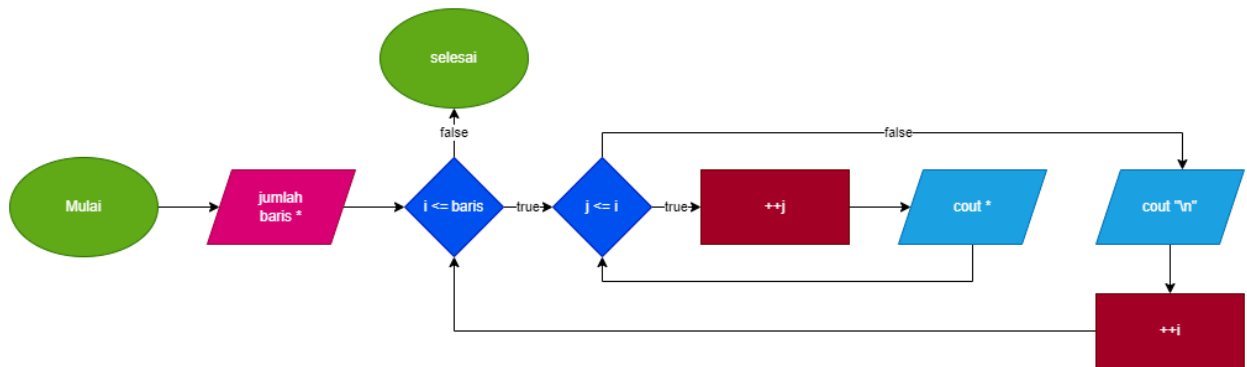 selesai
false
false
Mulai
jumlah
baris *
i <= baris
true
j <= i
true
++j
cout *
cout "\n"
++i